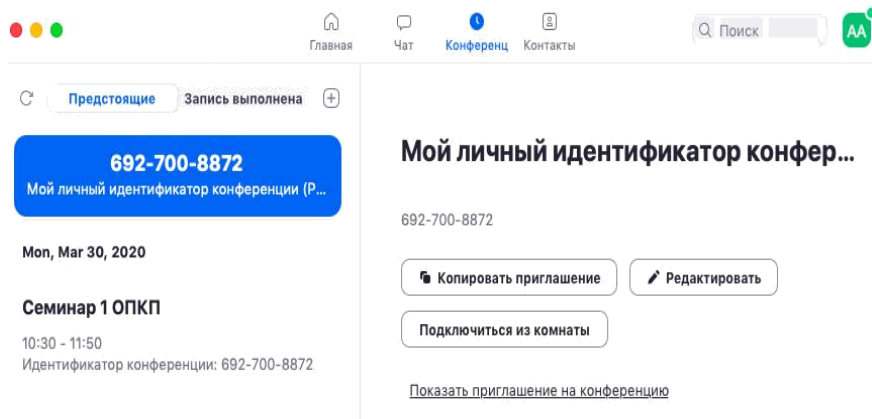 Главная
Чат
Конференц
Контакты
Поиск
АА
Предстоящие
Запись выполнена
692-700-8872
Мой личный идентификатор конференции (P...
Mon, Mar 30, 2020
Семинар 1 ОПКП
10:30 - 11:50
Идентификатор конференции: 692-700-8872
Мой личный идентификатор конфер...
692-700-8872
Копировать приглашение
Редактировать
Подключиться из комнаты
Показать приглашение на конференцию